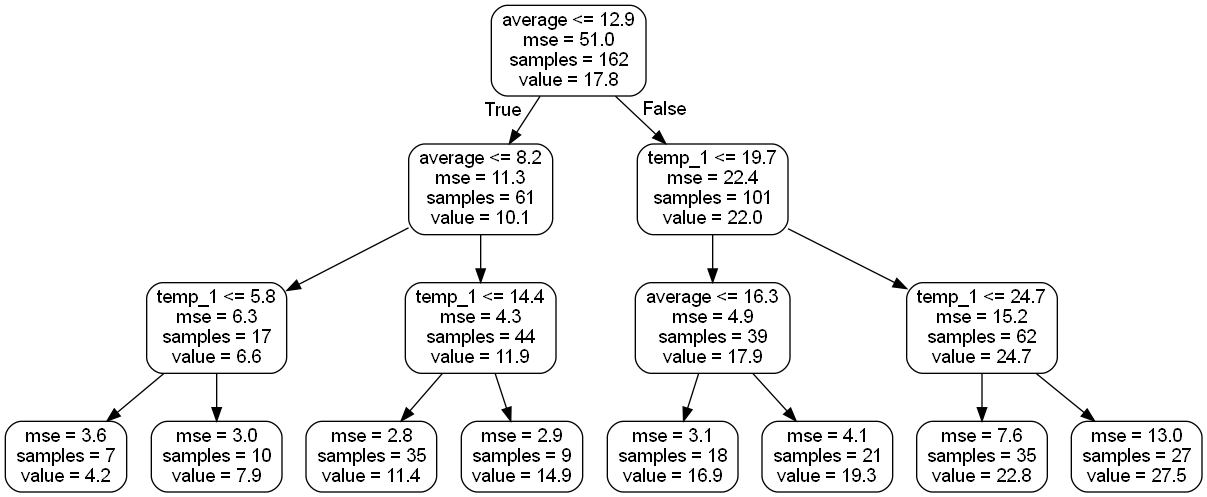 average <= 12.9
mse = 51.0
samples = 162
value = 17.8
True
False
average <= 8.2
mse = 11.3
samples = 61
value = 10.1
temp_1 <= 19.7
mse = 22.4
samples = 101
value = 22.0
temp_1 <= 5.8
mse = 6.3
samples = 17
value = 6.6
temp_1 <= 14.4
mse = 4.3
samples = 44
value = 11.9
average <= 16.3
mse = 4.9
samples = 39
value = 17.9
temp_1 <= 24.7
mse = 15.2
samples = 62
value = 24.7
mse = 3.6
samples = 7
value = 4.2
mse = 3.0
samples = 10
value = 7.9
mse = 2.8
samples = 35
value = 11.4
mse = 2.9
samples = 9
value = 14.9
mse = 3.1
samples = 18
value = 16.9
mse = 4.1
samples = 21
value = 19.3
mse = 7.6
samples = 35
value = 22.8
mse = 13.0
samples = 27
value = 27.5